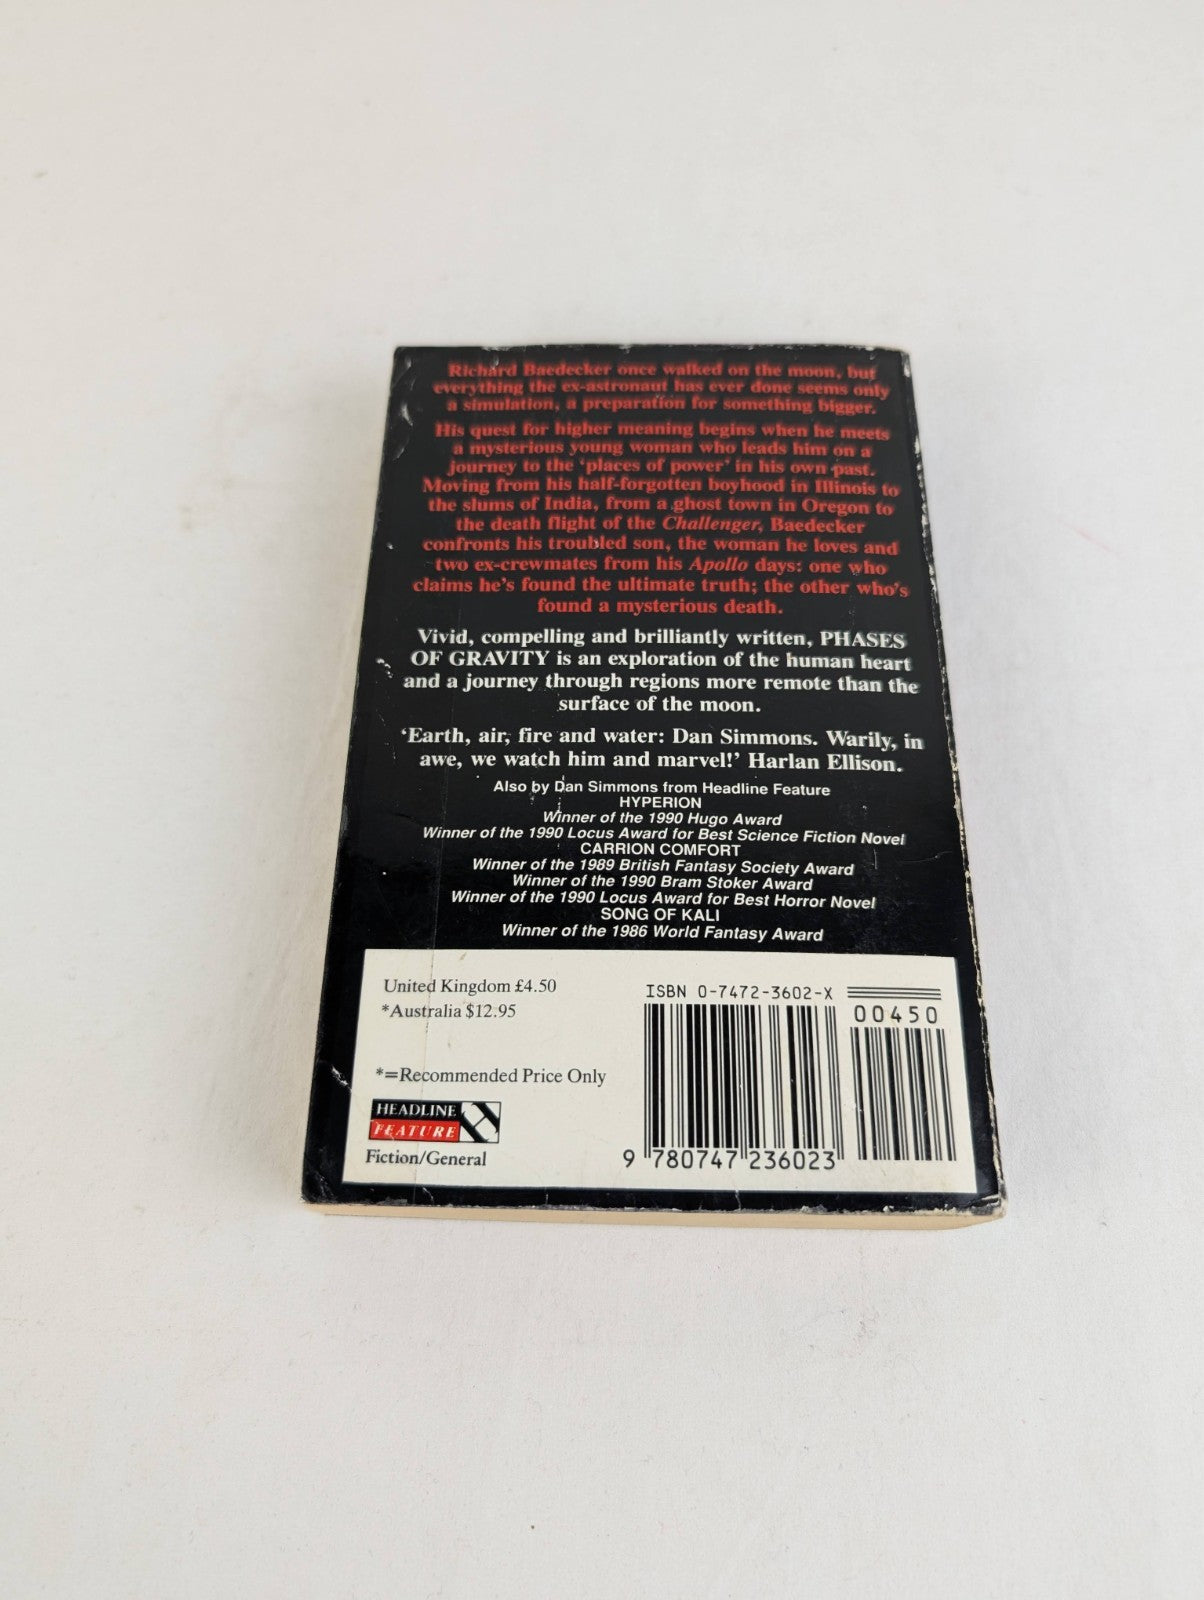 Richard Baedecker once walked on the moon, but
everything the ex-astronaut has ever done seems only
a simulation, a preparation for something bigger.
His quest for higher meaning begins when he meets
a mysterious young woman who leads him on a
journey to the 'places of power' in his own past.
Moving from his half-forgotten boyhood in Illinois to
the slums of India, from a ghost town in Oregon to
the death flight of the Challenger, Baedecker
confronts his troubled son, the woman he loves and
two ex-crewmates from his Apollo days: one who
claims he's found the ultimate truth; the other who's
found a mysterious death.
Vivid, compelling and brilliantly written, PHASES
OF GRAVITY is an exploration of the human heart
and a journey through regions more remote than the
surface of the moon.
'Earth, air, fire and water: Dan Simmons. Warily, in
awe, we watch him and marvel!' Harlan Ellison.
Also by Dan Simmons from Headline Feature
HYPERION
Winner of the 1990 Hugo Award
Winner of the 1990 Locus Award for Best Science Fiction Novel
CARRION COMFORT
Winner of the 1989 British Fantasy Society Award
Winner of the 1990 Bram Stoker Award
Winner of the 1990 Locus Award for Best Horror Novel
SONG OF KALI
Winner of the 1986 World Fantasy Award
United Kingdom £4.50
*Australia $12.95
*=Recommended Price Only
HEADLINE
FEATURE
Fiction/General
ISBN 0-7472-3602-X
00450
9 780747 236023